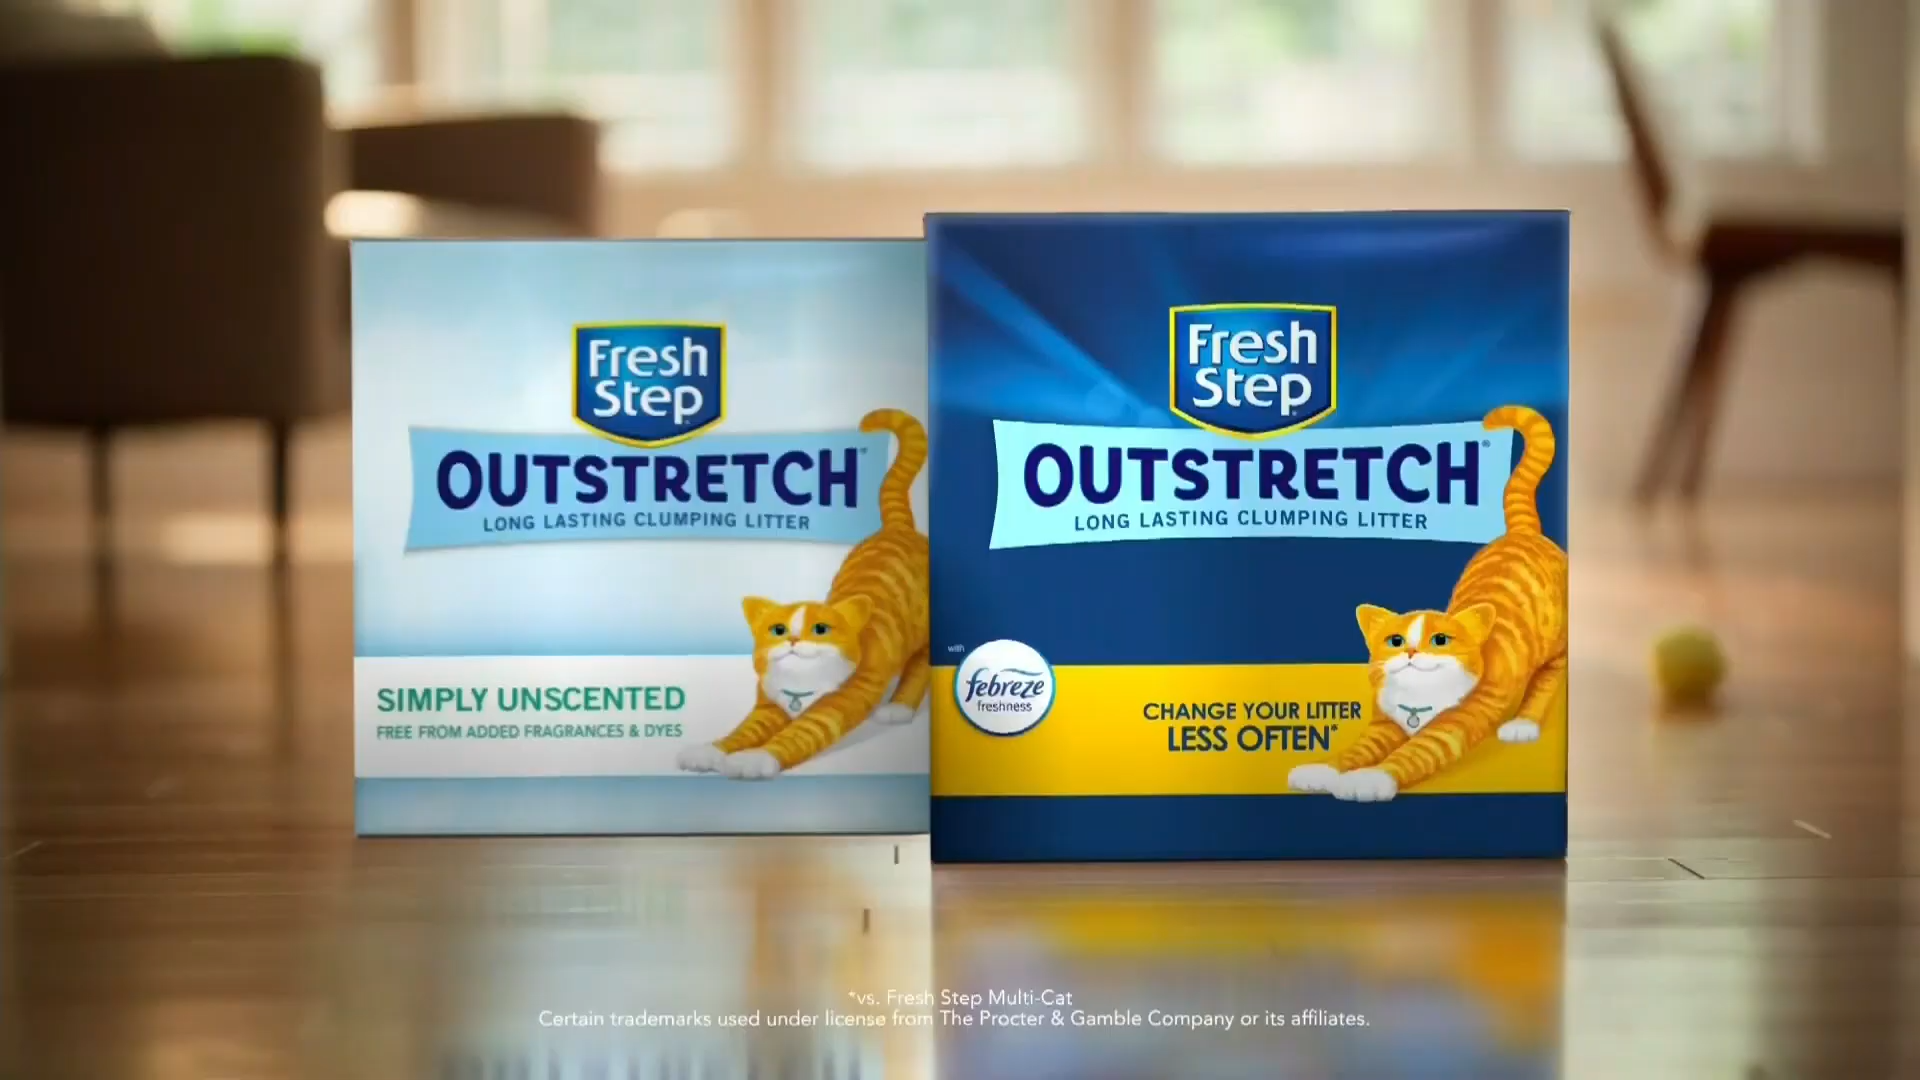 Fresh
Step
OUTSTRETCH™
LONG LASTING CLUMPING LITTER
SIMPLY UNSCENTED
FREE FROM ADDED FRAGRANCES & DYES
Fresh
Step
OUTSTRETCH®
LONG LASTING CLUMPING LITTER
with
febreze
freshness
CHANGE YOUR LITTER
LESS OFTEN*
*vs. Fresh Step Multi-Cat
Certain trademarks used under license from The Procter & Gamble Company or its affiliates.